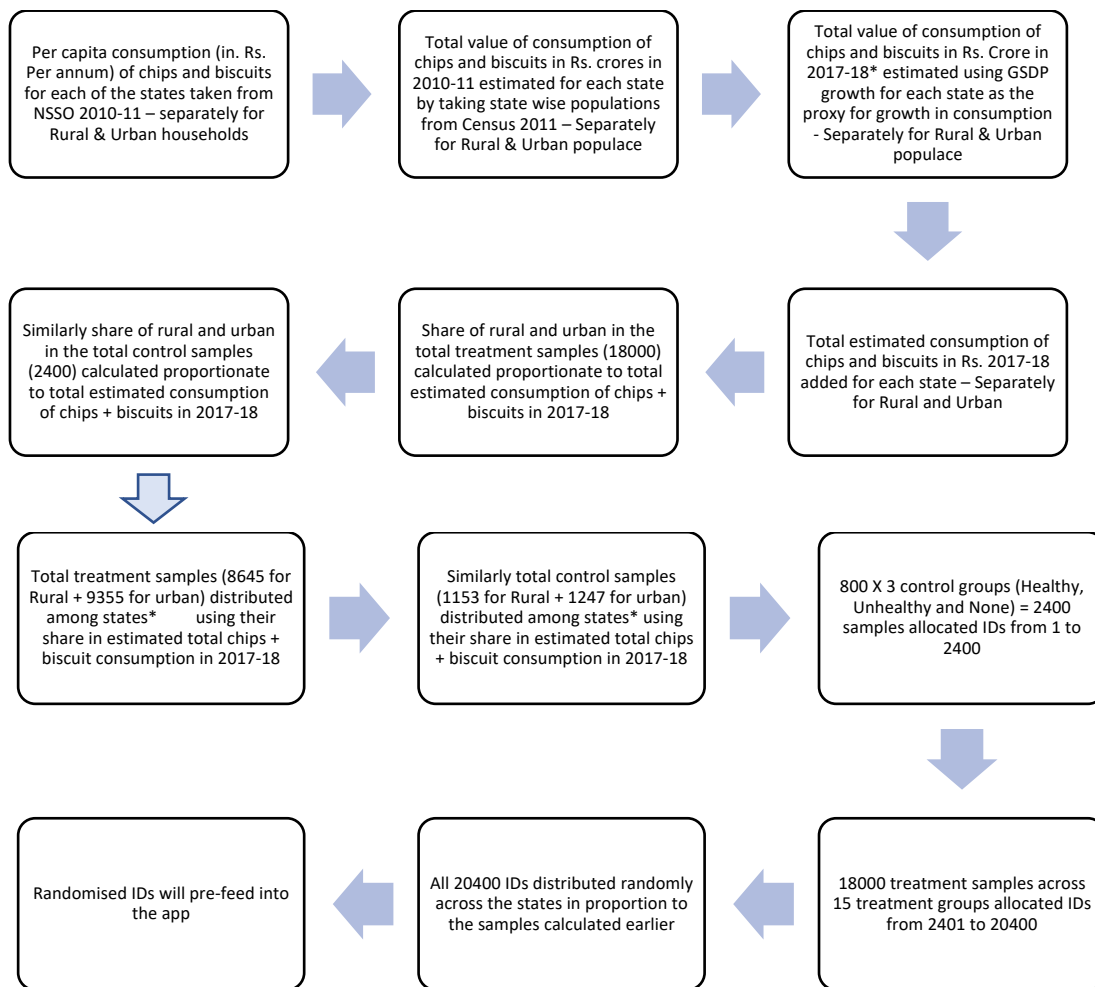 Per capita consumption (in. Rs.
Per annum) of chips and biscuits
for each of the states taken from
NSSO 2010-11 – separately for
Rural & Urban households
Total value of consumption of
chips and biscuits in Rs. crores in
2010-11 estimated for each state
by taking state wise populations
from Census 2011 – Separately
for Rural & Urban populace
Total value of consumption of
chips and biscuits in Rs. Crore in
2017-18* estimated using GSDP
growth for each state as the
proxy for growth in consumption
- Separately for Rural & Urban
populace
Similarly share of rural and urban
in the total control samples
(2400) calculated proportionate
to total estimated consumption
of chips + biscuits in 2017-18
Share of rural and urban in the
total treatment samples (18000)
calculated proportionate to total
estimated consumption of chips +
biscuits in 2017-18
Total estimated consumption of
chips and biscuits in Rs. 2017-18
added for each state – Separately
for Rural and Urban
Total treatment samples (8645 for
Rural + 9355 for urban) distributed
among states* using their
share in estimated total chips +
biscuit consumption in 2017-18
Similarly total control samples
(1153 for Rural + 1247 for urban)
distributed among states* using
their share in estimated total chips
+ biscuit consumption in 2017-18
800 X 3 control groups (Healthy,
Unhealthy and None) = 2400
samples allocated IDs from 1 to
2400
Randomised IDs will pre-feed into
the app
All 20400 IDs distributed randomly
across the states in proportion to
the samples calculated earlier
18000 treatment samples across
15 treatment groups allocated IDs
from 2401 to 20400